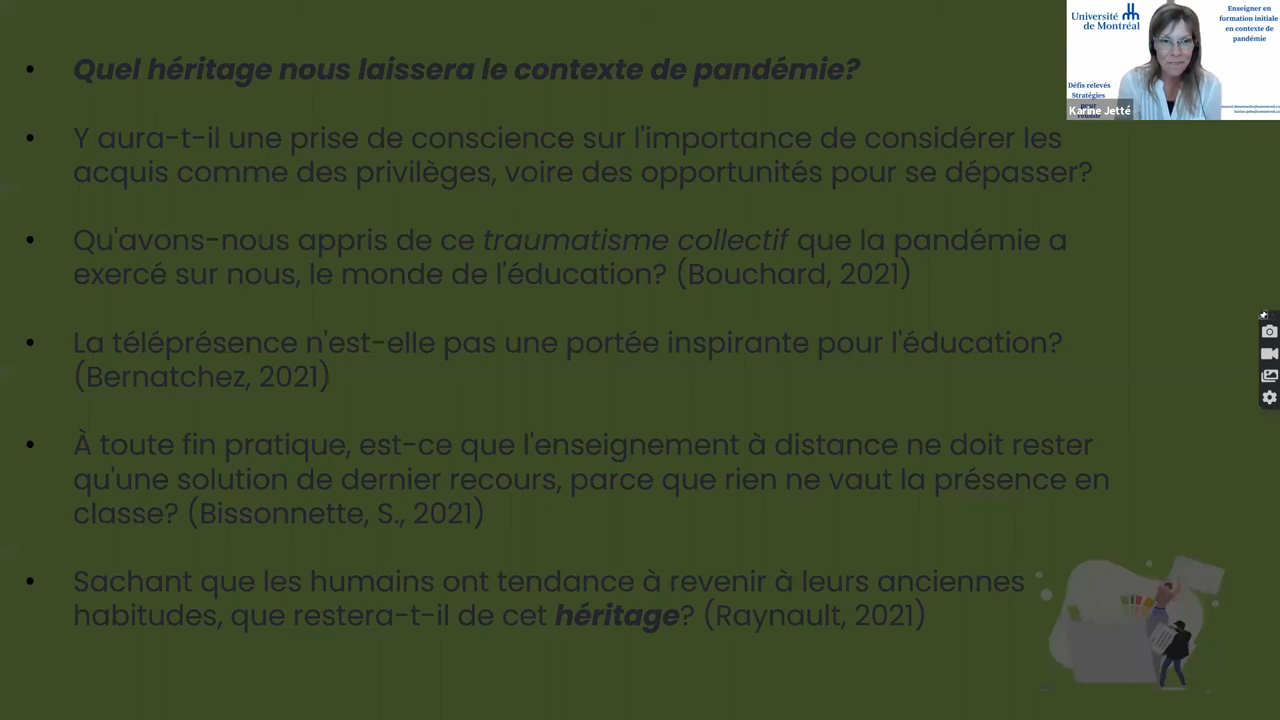 Quel héritage nous laissera le contexte de pandémie?
Y aura-t-il une prise de conscience sur l'importance de considérer les
acquis comme des privilèges, voire des opportunités pour se dépasser?
Qu'avons-nous appris de ce traumatisme collectif que la pandémie a
exercé sur nous, le monde de l'éducation? (Bouchard, 2021)
La téléprésence n'est-elle pas une portée inspirante pour l'éducation?
(Bernatchez, 2021)
À toute fin pratique, est-ce que l'enseignement à distance ne doit rester
qu'une solution de dernier recours, parce que rien ne vaut la présence en
classe? (Bissonnette, S., 2021)
Sachant que les humains ont tendance à revenir à leurs anciennes
habitudes, que restera-t-il de cet héritage? (Raynault, 2021)
Université
de Montréal
Enseigner en
formation initiale
en contexte de
pandémie
Défis relevés
Stratégies
pour
réussir
Karine Jetté